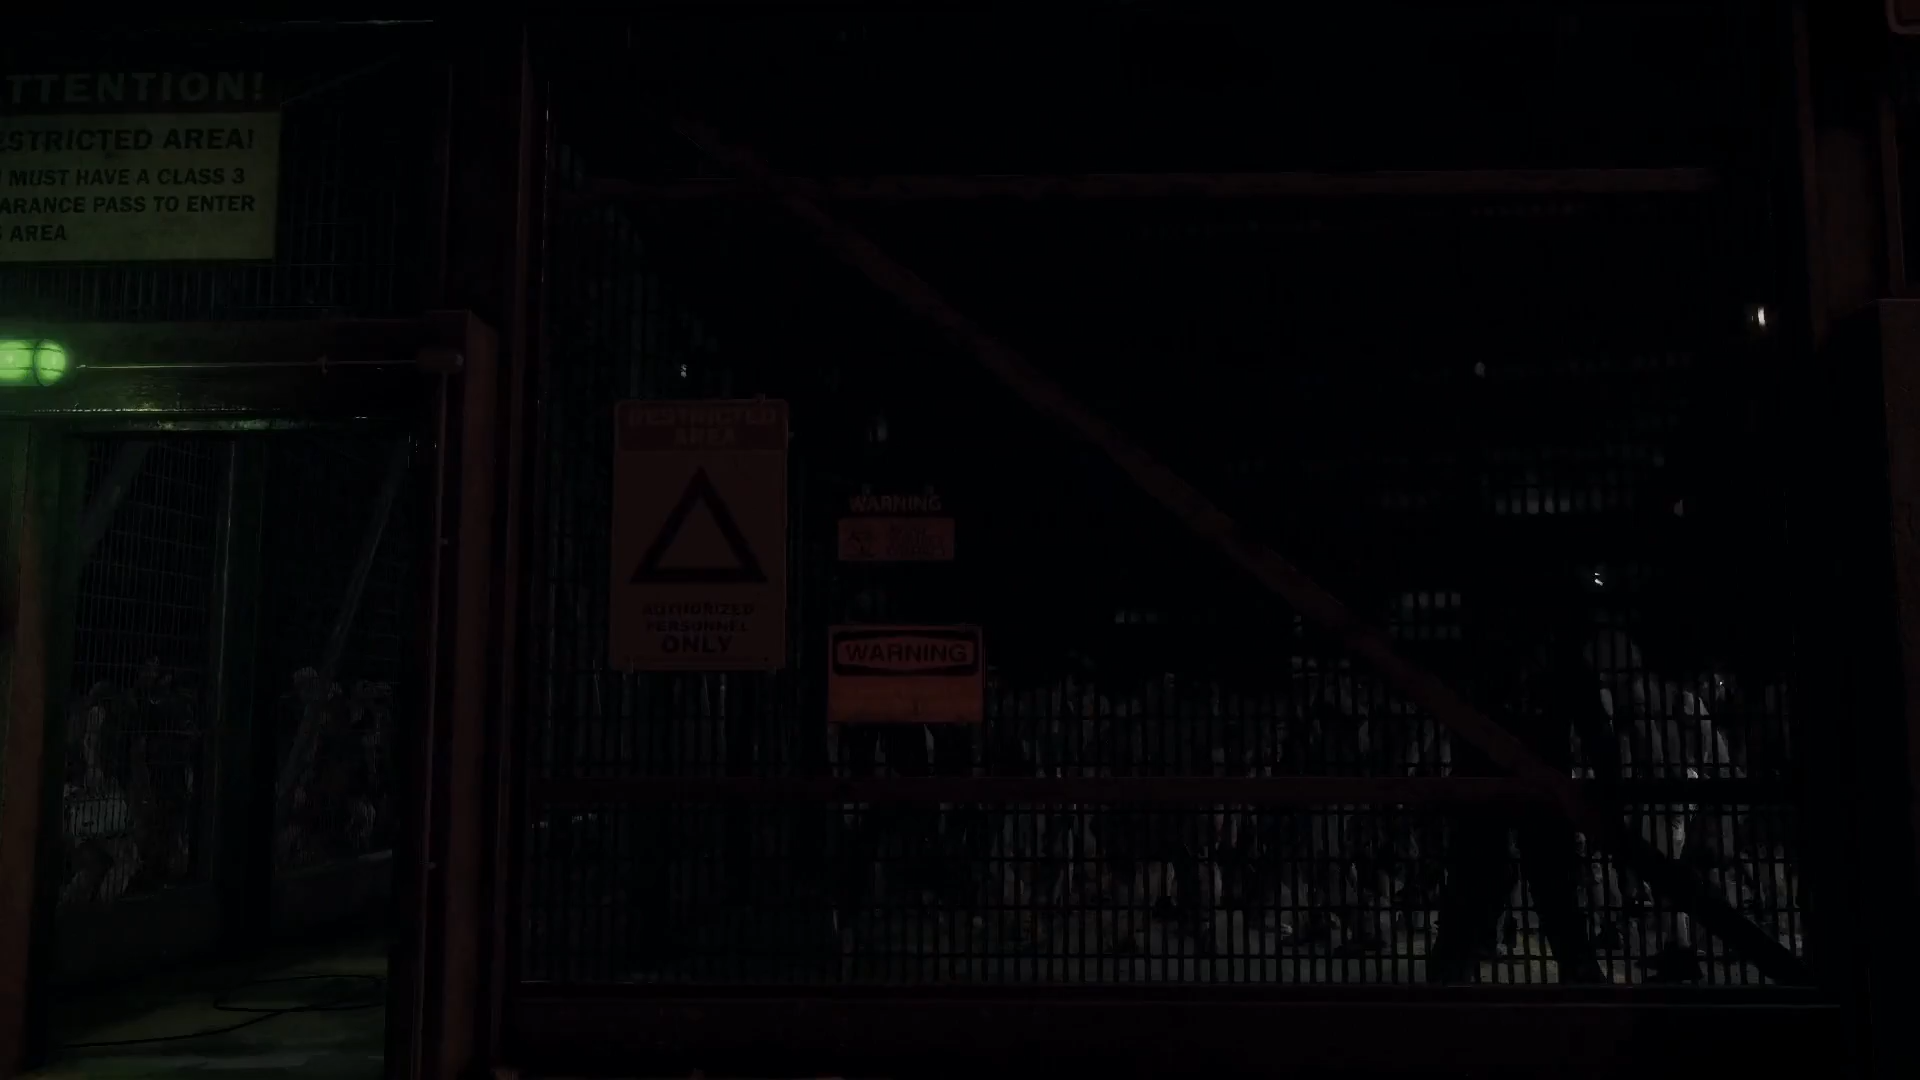 TTENTION!
ESTRICTED AREA!
MUST HAVE A CLASS 3
ARANCE PASS TO ENTER
AREA
RESTRICTED
AREA
AUTHORIZED
PERSONNEL
ONLY
WARNING
WARNING